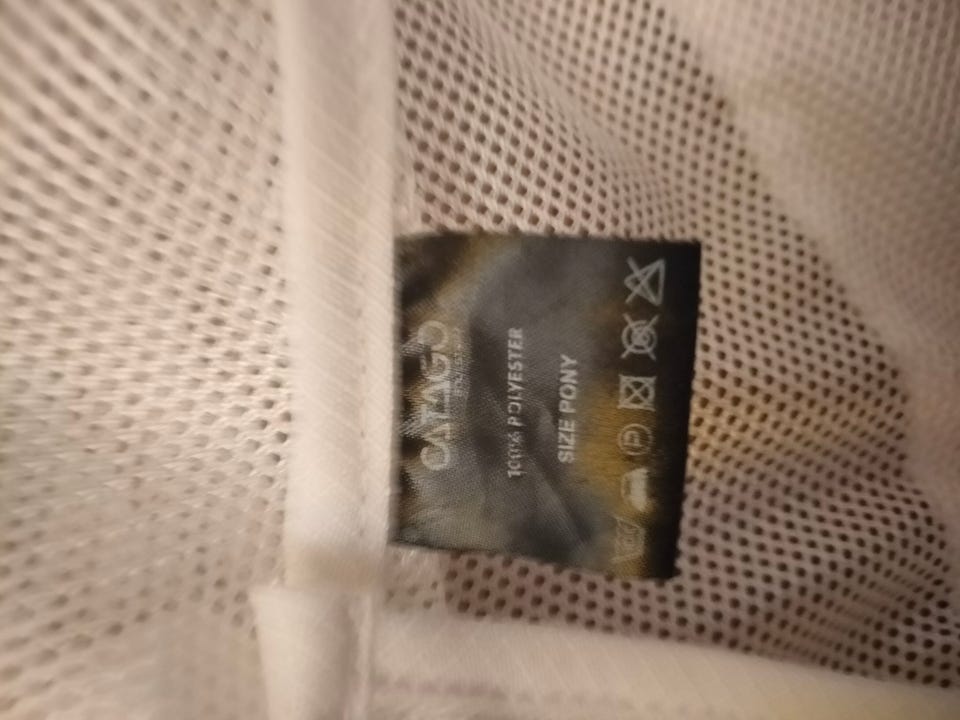 CATAGO
100% POLYESTER
SIZE PONY
P